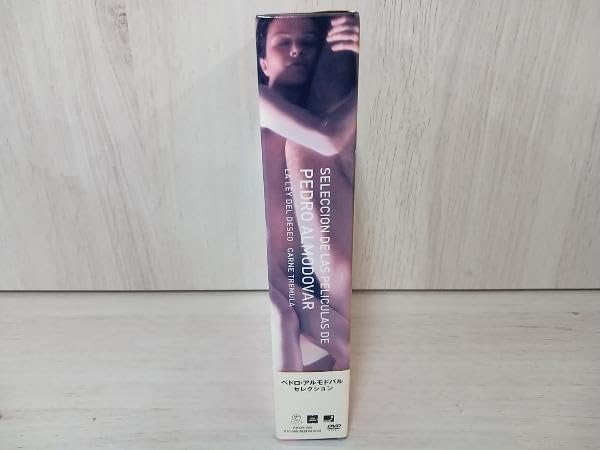 SELECCION DE LAS PELICULAS DE
PEDRO ALMODOVAR
LA LEY DEL DESEO CARNE TREMULA
ペドロ・アルモドバル
セレクション
DVD